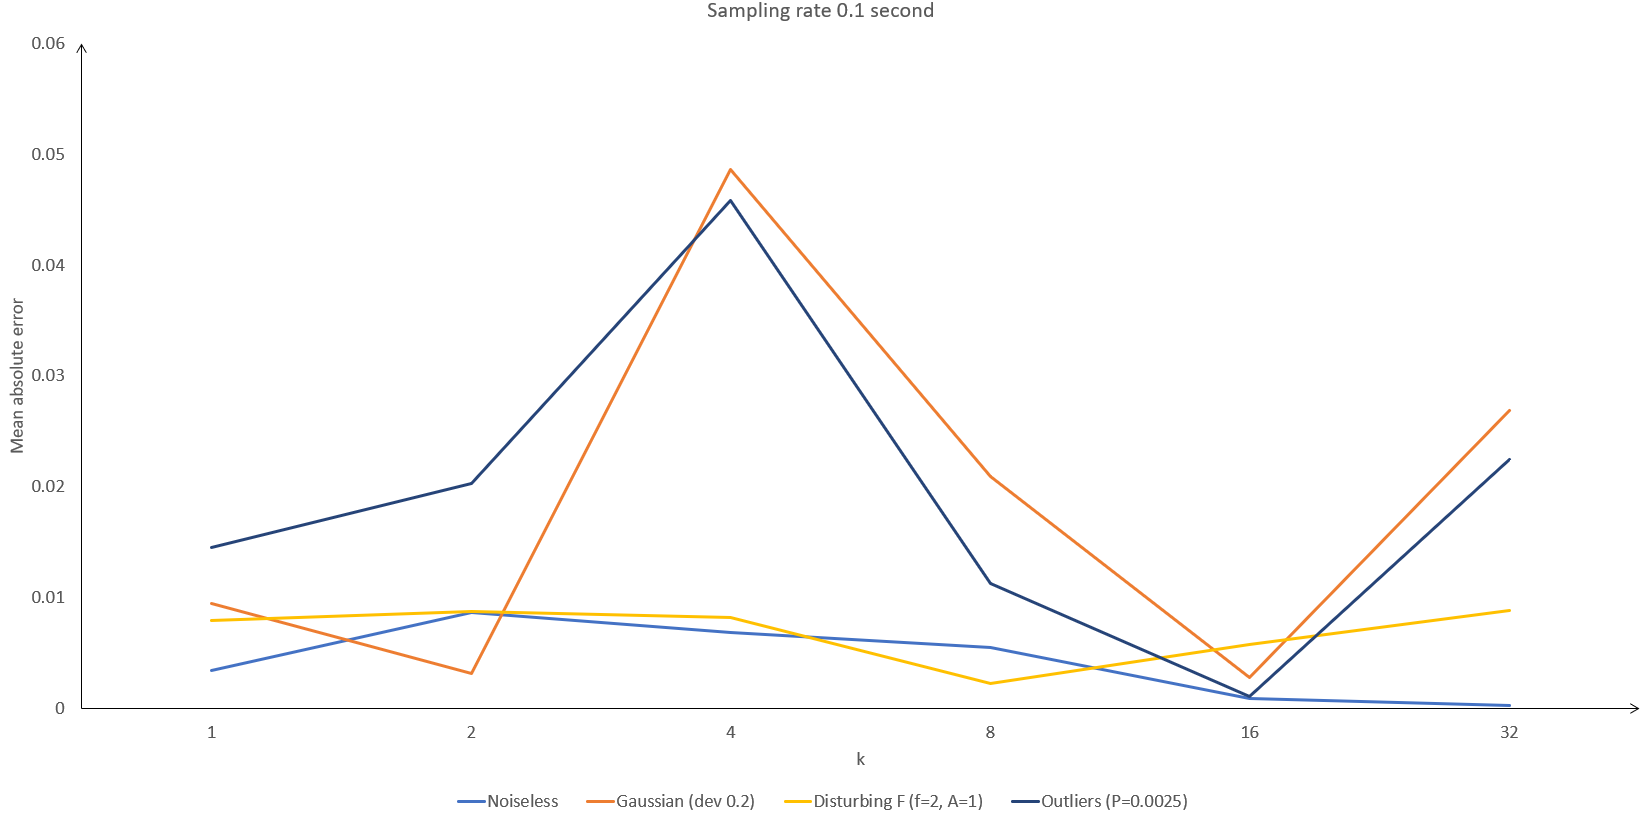 Sampling rate 0.1 second
0.06
0.05
0.04
0.03
0.02
0.01
0
Mean absolute error
1 2 4 8 16 32
k
Noiseless Gaussian (dev 0.2) Disturbing F (f=2, A=1) Outliers (P=0.0025)